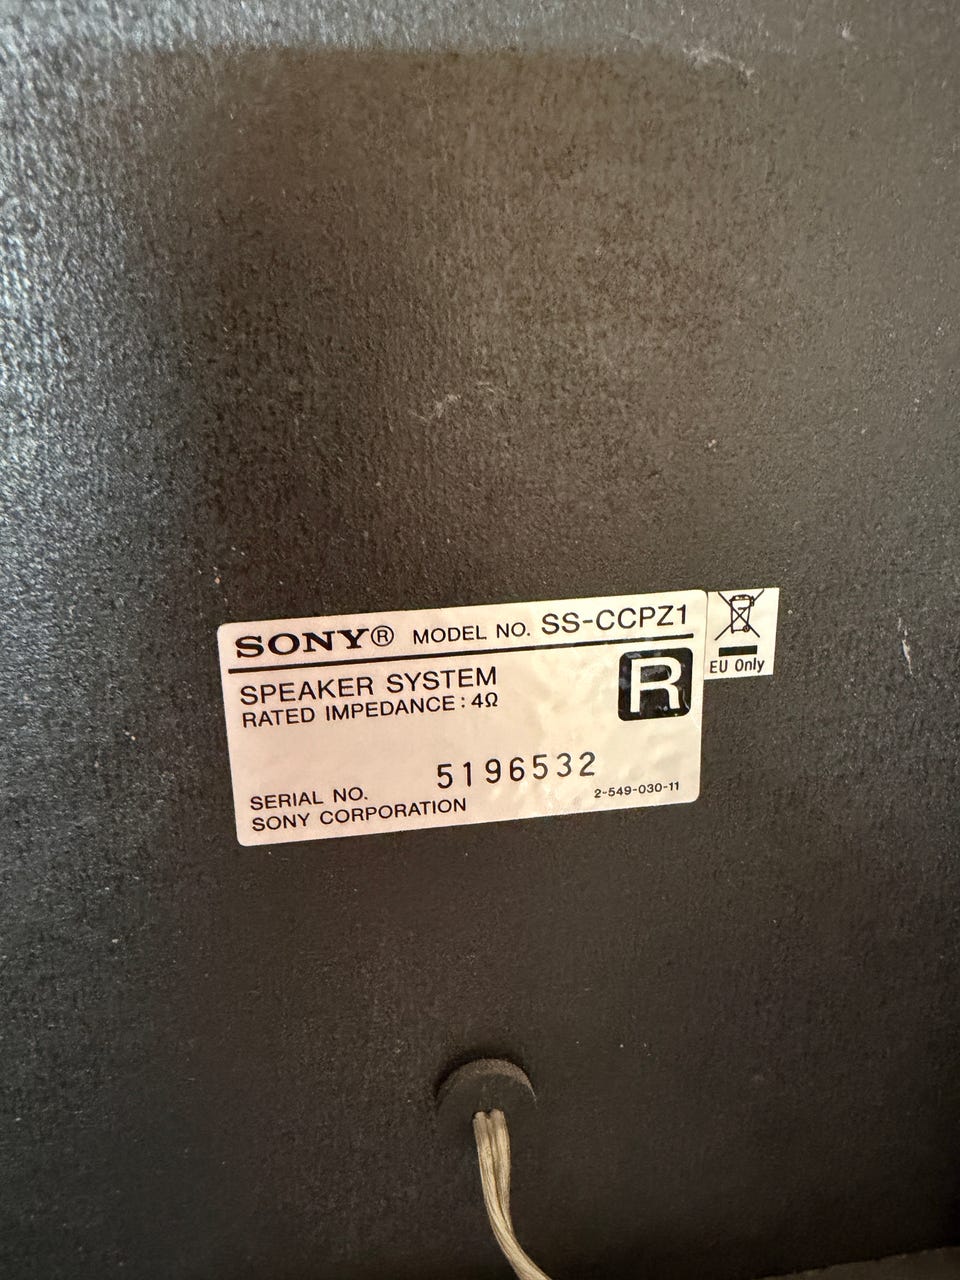 SONY® MODEL NO. SS-CCPZ1
SPEAKER SYSTEM
RATED IMPEDANCE : 4Ω
R
SERIAL NO. 5196532
SONY CORPORATION 2-549-030-11
EU Only